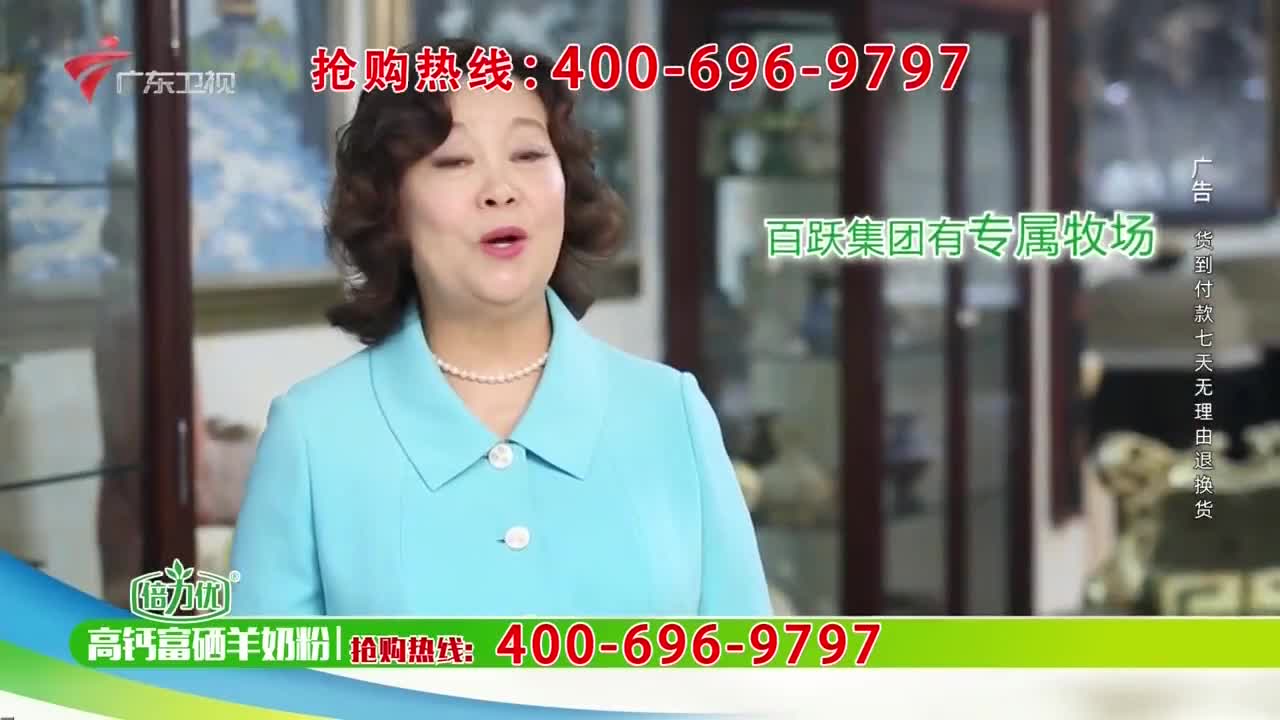 抢购热线：400-696-9797
广东卫视
百跃集团有专属牧场
广告 货到付款七天无理由退换货
倍力优®
高钙富硒羊奶粉 抢购热线: 400-696-9797